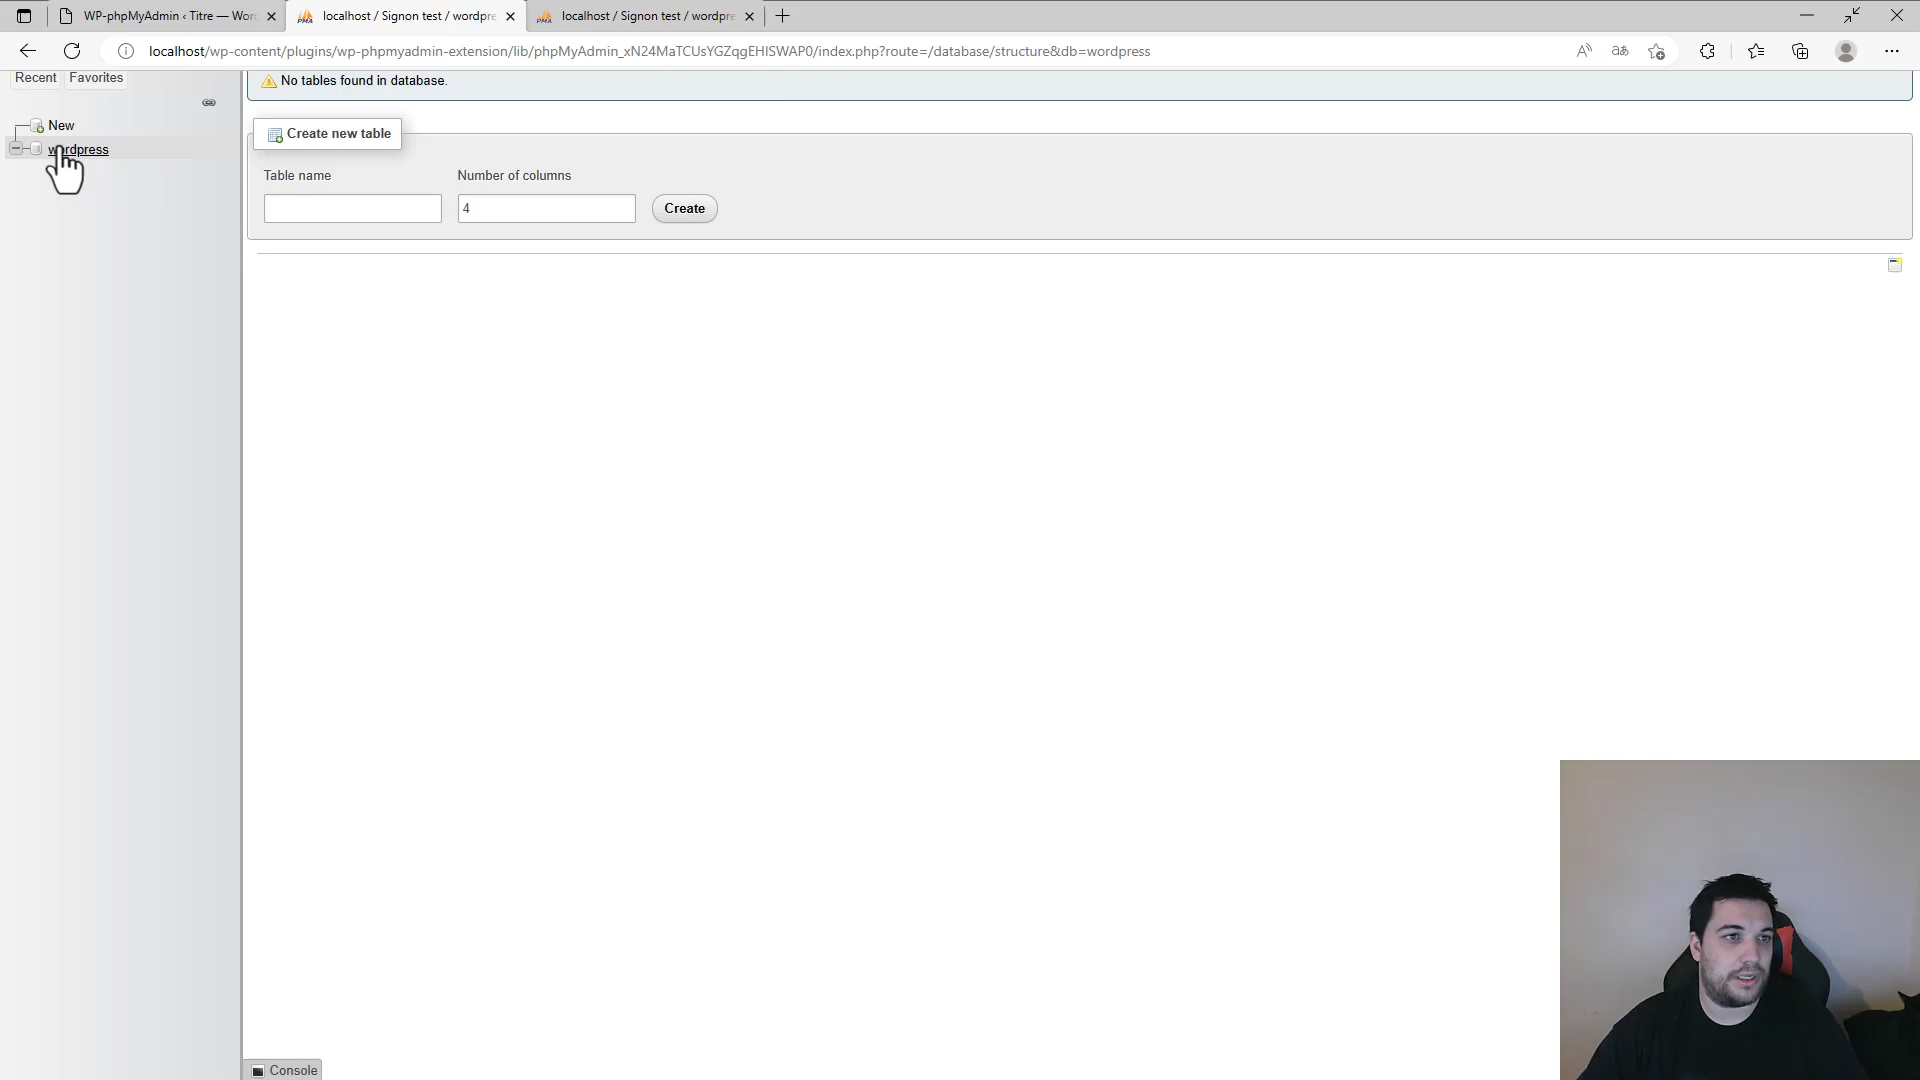 WP-phpMyAdmin ‹ Titre — Wor
localhost / Signon test / wordpre
localhost / Signon test / wordpre
localhost/wp-content/plugins/wp-phpmyadmin-extension/lib/phpMyAdmin_xN24MaTCUsYGZqgEHISWAP0/index.php?route=/database/structure&db=wordpress
Recent Favorites
No tables found in database.
New
wordpress
Create new table
Table name Number of columns
4 Create
Console